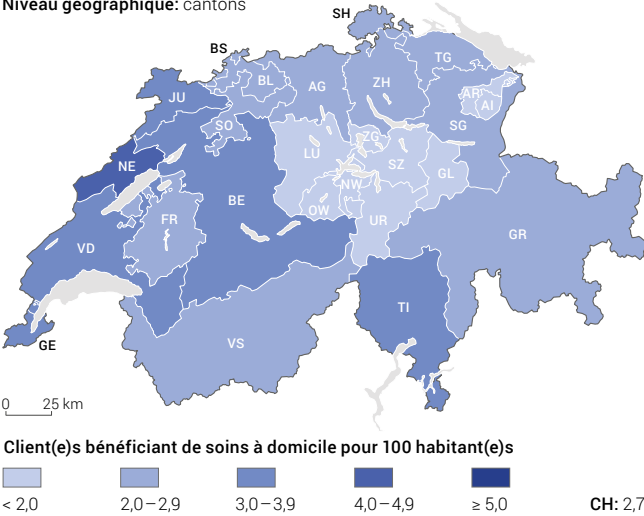 Niveau géographique: cantons
SH
BS
TG
BL
AG
ZH
JU
AR
AI
SO
SG
ZG
LU
NE
SZ
GL
NW
BE
OW
FR
UR
GR
VD
TI
GE
VS
0 25 km
Client(e)s bénéficiant de soins à domicile pour 100 habitant(e)s
< 2,0 2,0–2,9 3,0–3,9 4,0–4,9 ≥ 5,0 CH: 2,7